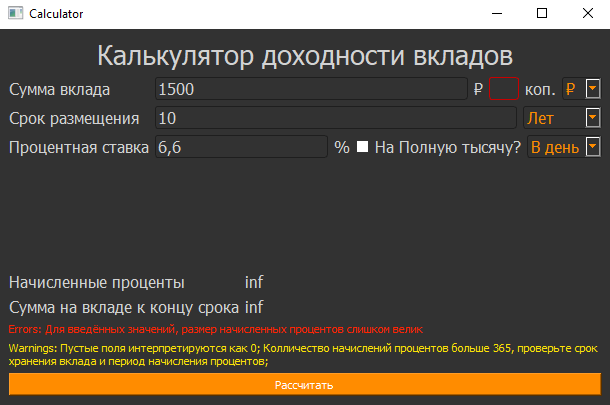 Calculator
Калькулятор доходности вкладов
Сумма вклада 1500 ₽ коп. ₽
Срок размещения 10 Лет
Процентная ставка 6,6 % На Полную тысячу? В день
Начисленные проценты inf
Сумма на вкладе к концу срока inf
Errors: Для введённых значений, размер начисленных процентов слишком велик
Warnings: Пустые поля интерпретируются как 0; Колличество начислений процентов больше 365, проверьте срок
хранения вклада и период начисления процентов;
Рассчитать